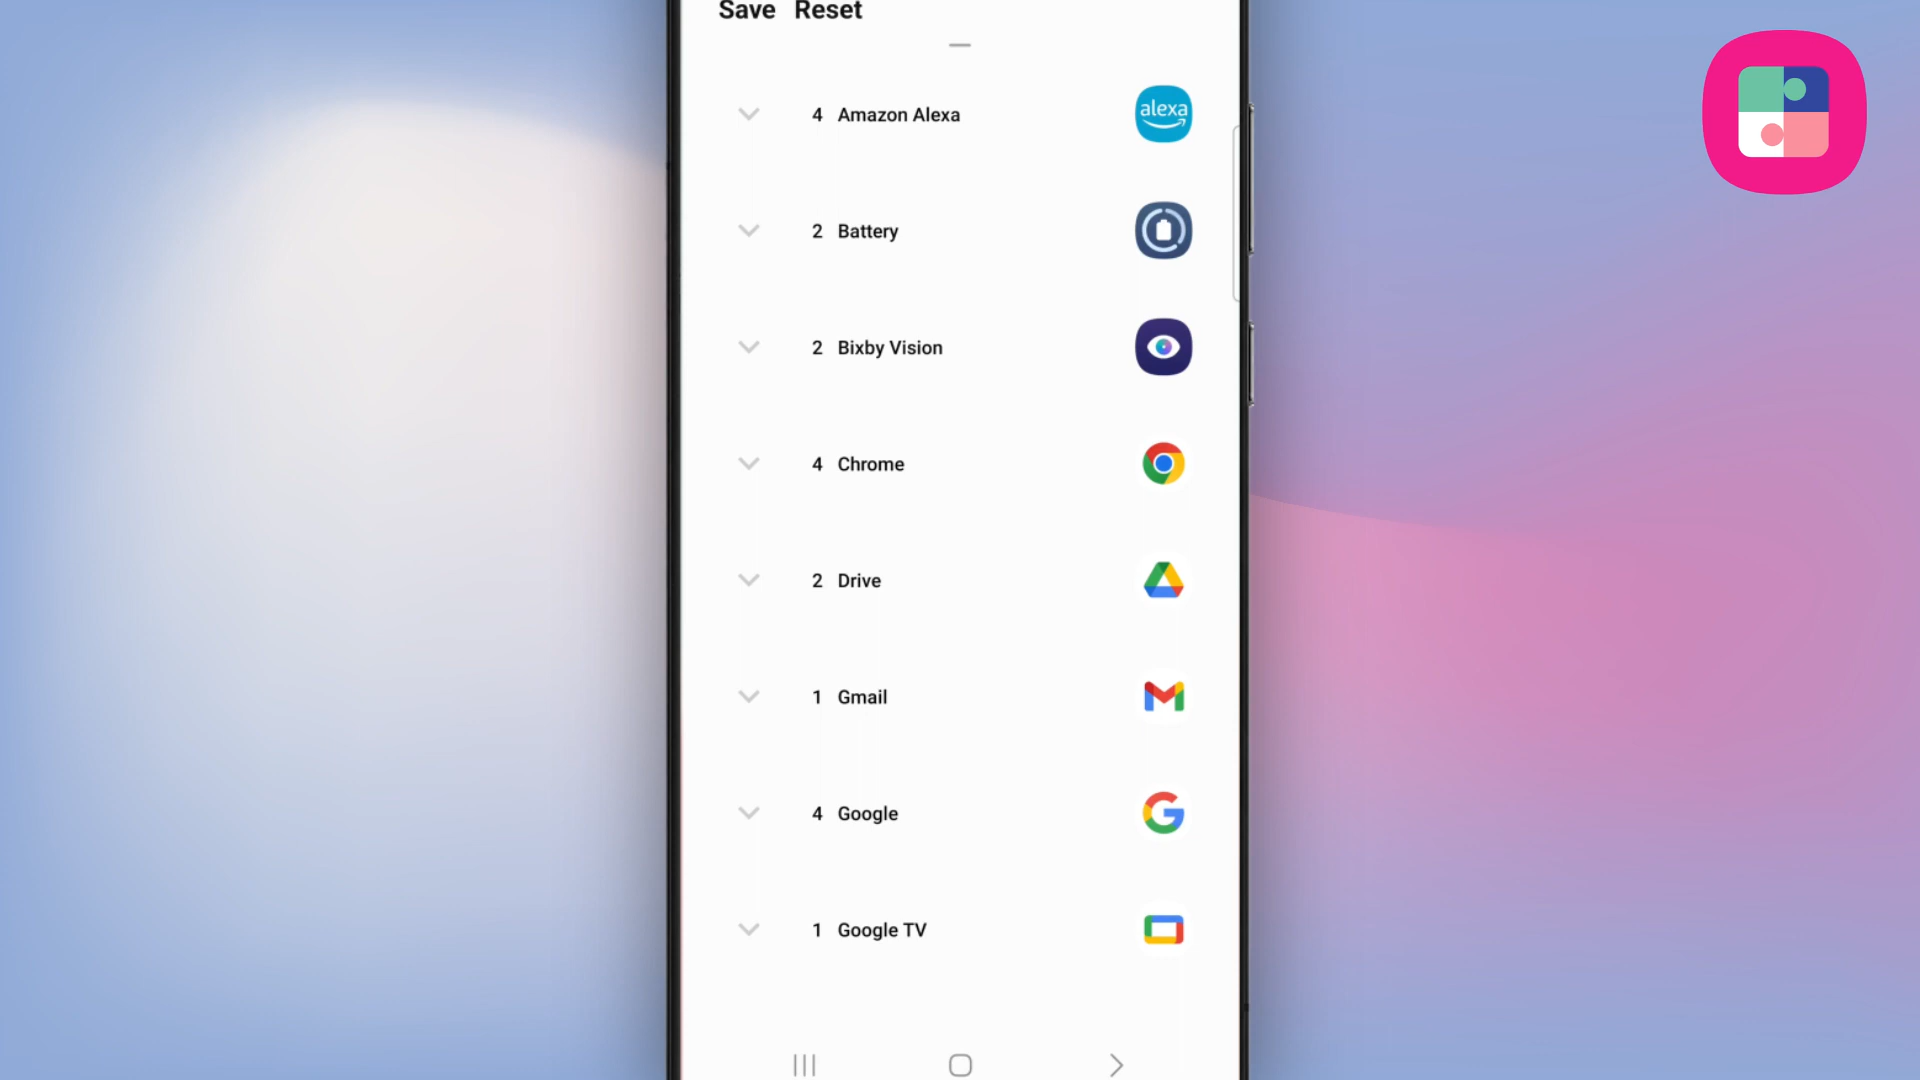 Save Reset
4 Amazon Alexa
alexa
2 Battery
2 Bixby Vision
4 Chrome
2 Drive
1 Gmail
4 Google
1 Google TV